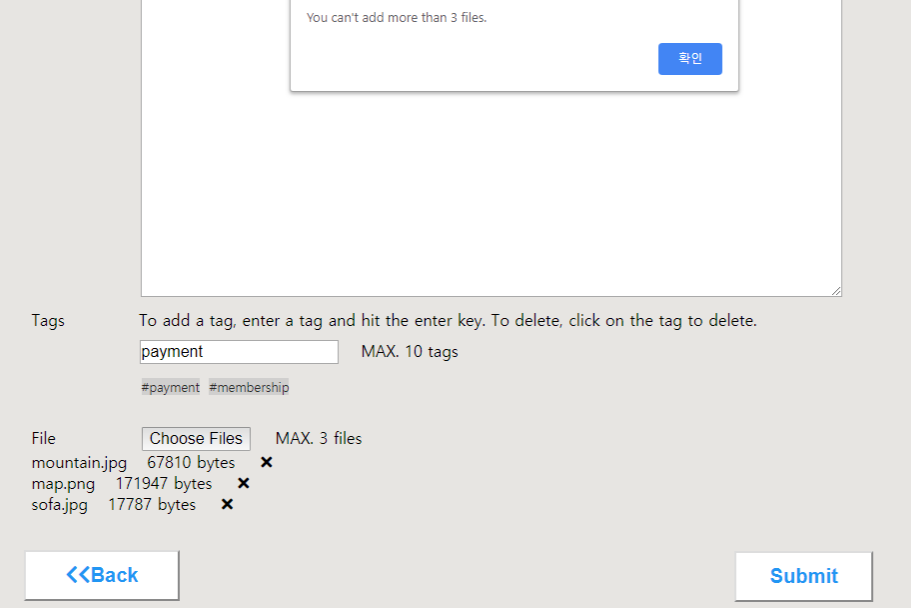 You can't add more than 3 files.
확인
Tags To add a tag, enter a tag and hit the enter key. To delete, click on the tag to delete.
payment MAX. 10 tags
#payment #membership
File Choose Files MAX. 3 files
mountain.jpg 67810 bytes ✖
map.png 171947 bytes ✖
sofa.jpg 17787 bytes ✖
<<Back Submit